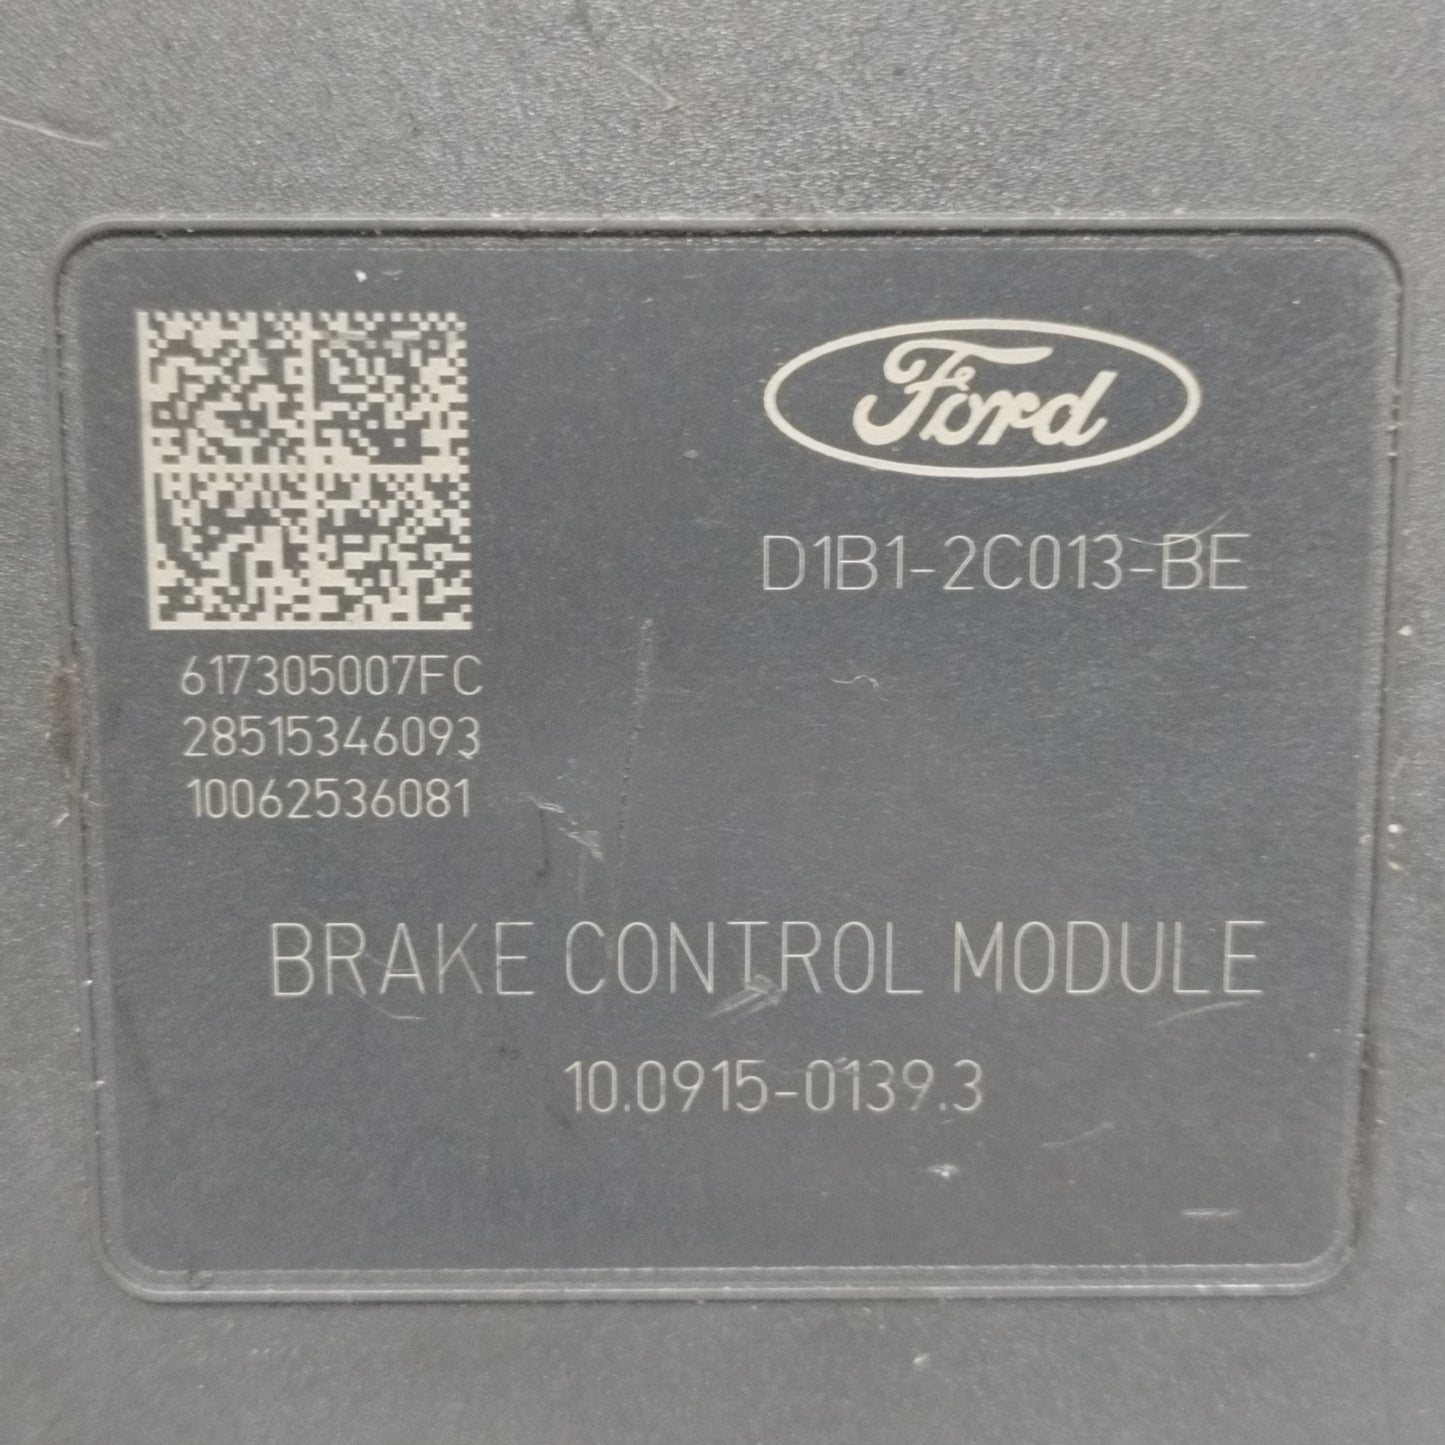 Ford
D1B1-2C013-BE
617305007FC
28515346093
10062536081
BRAKE CONTROL MODULE
10.0915-0139.3